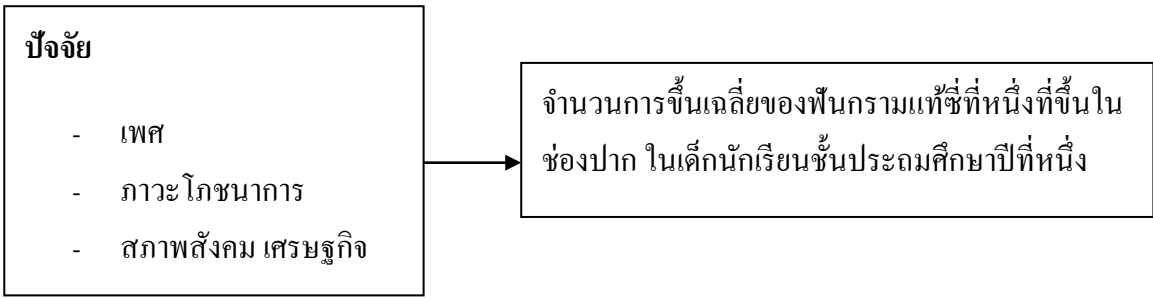 ปัจจัย
- เพศ
- ภาวะโภชนาการ
- สภาพสังคม เศรษฐกิจ
จำนวนการขึ้นเฉลี่ยของฟันกรามแท้ซี่ที่หนึ่งที่ขึ้นใน
ช่องปาก ในเด็กนักเรียนชั้นประถมศึกษาปีที่หนึ่ง